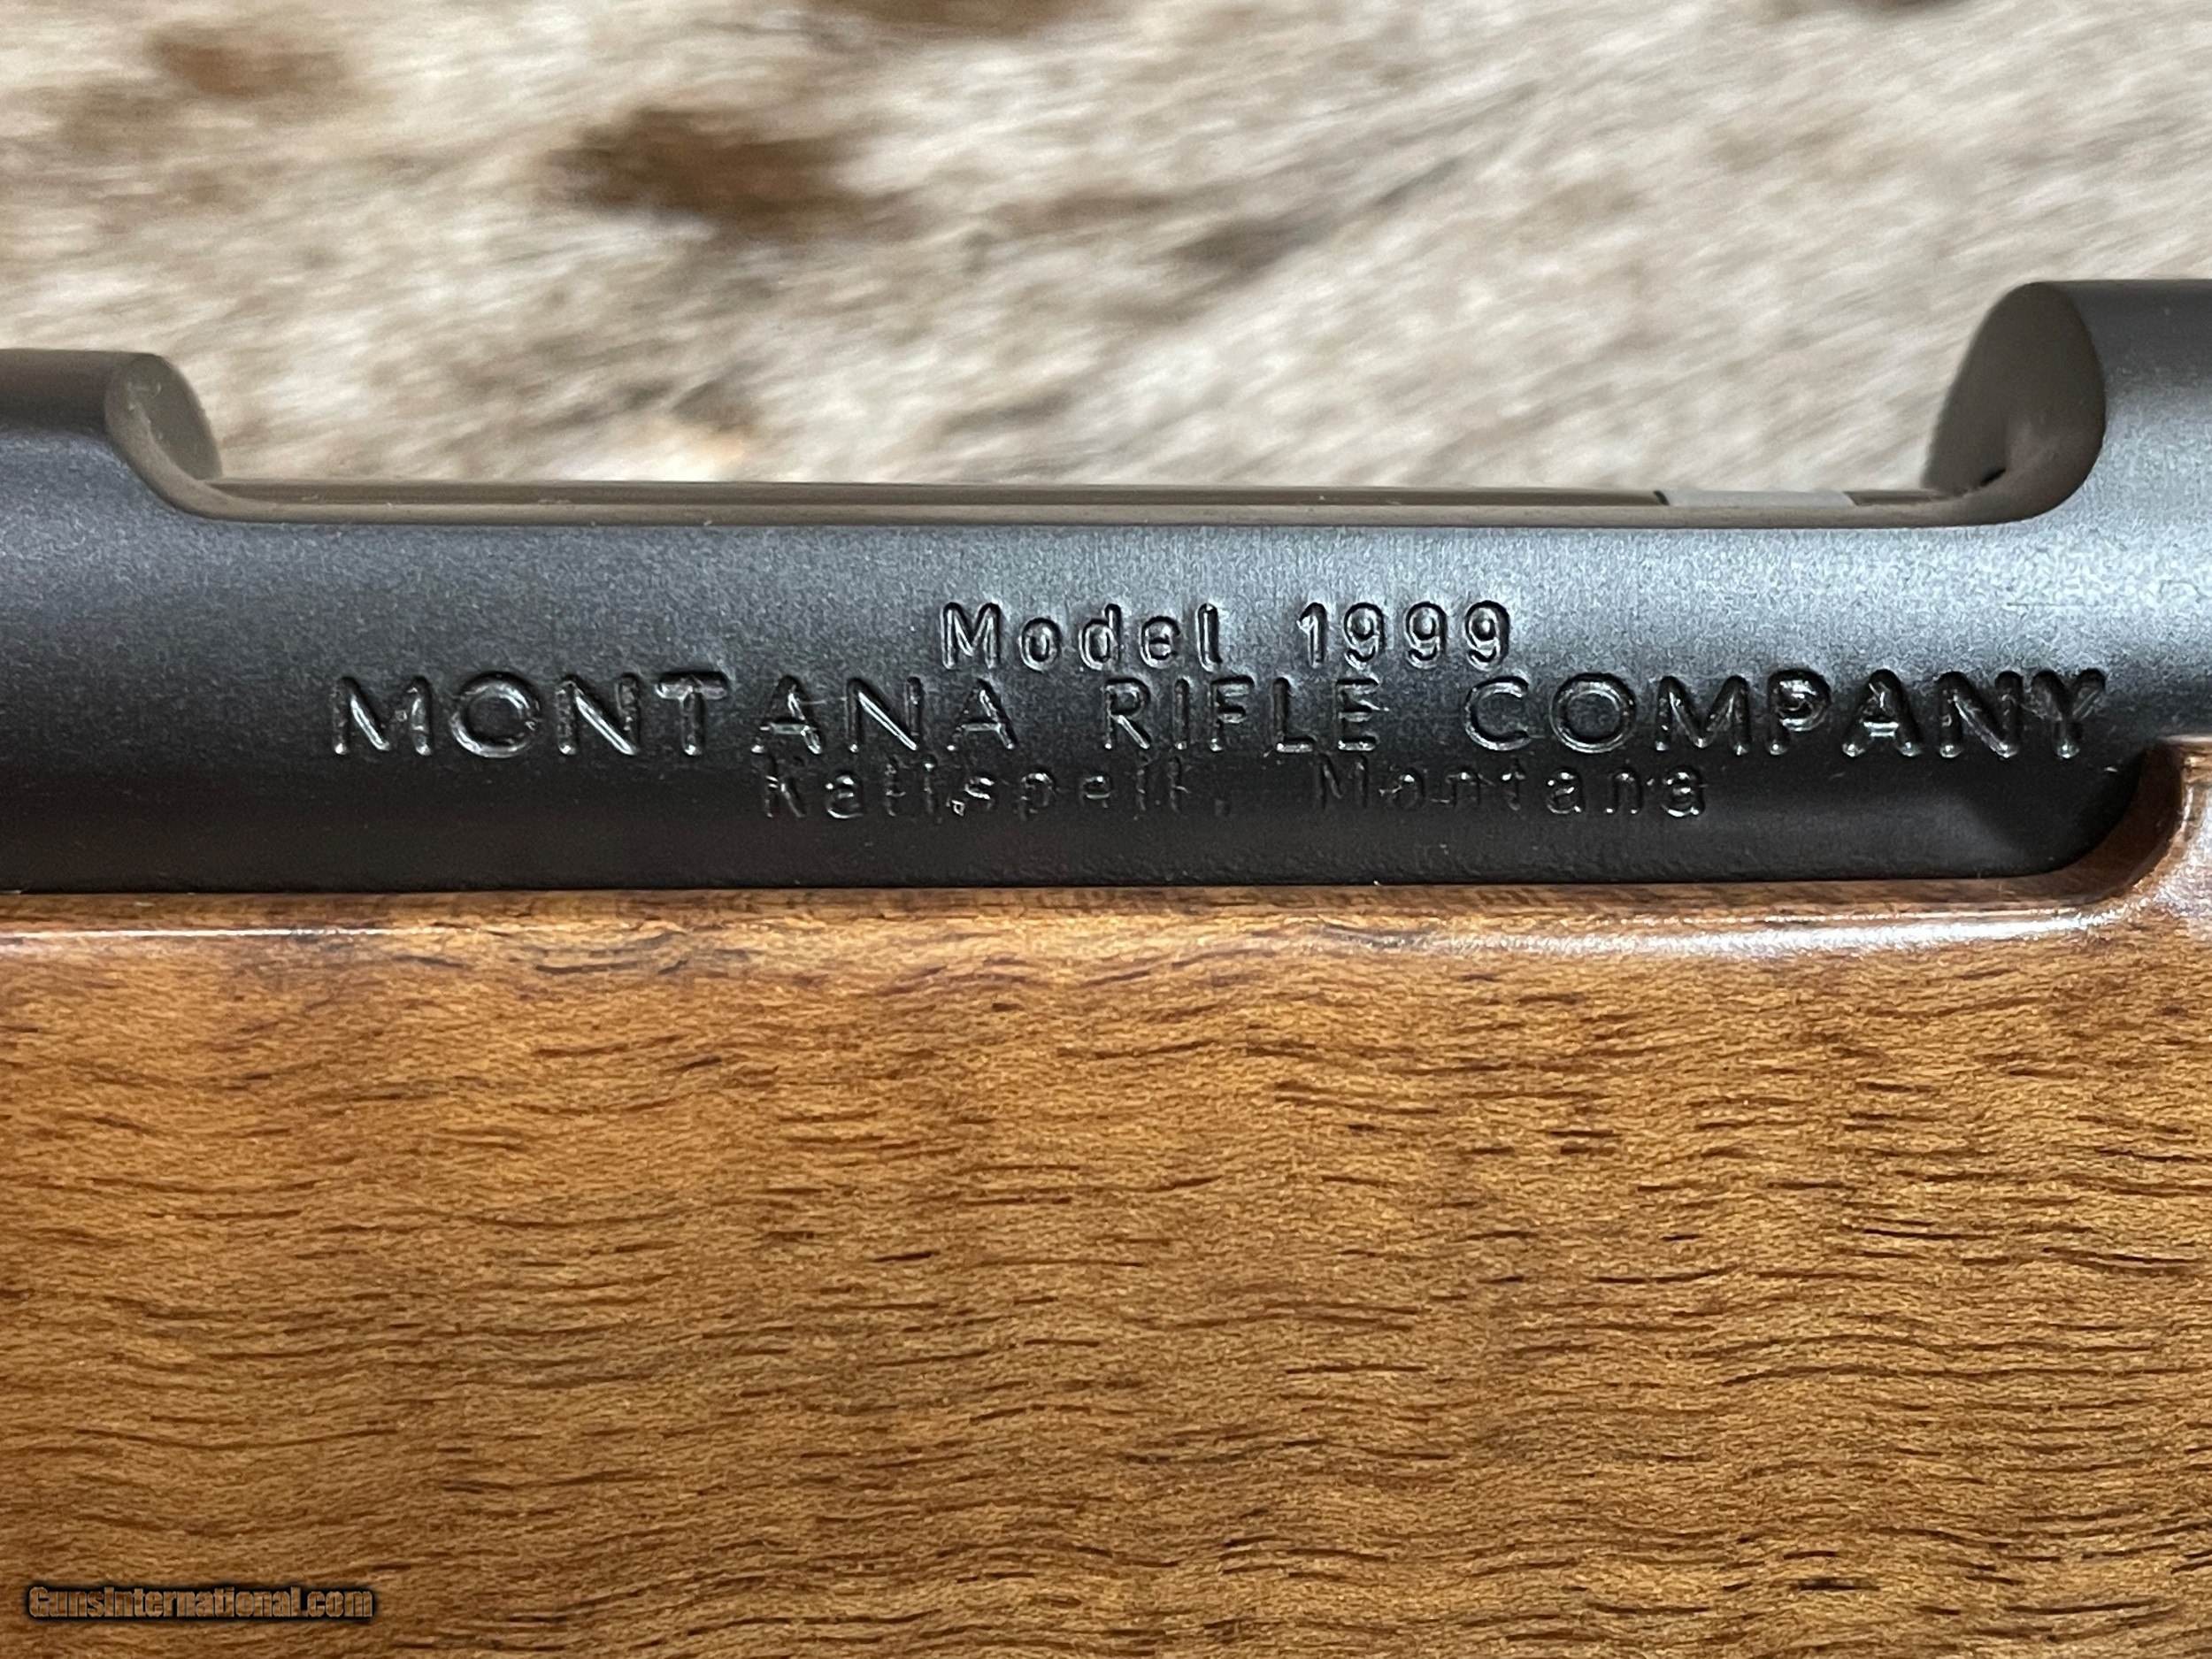 Model 1999
MONTANA RIFLE COMPANY
Kalispell, Montana
GunsInternational.com